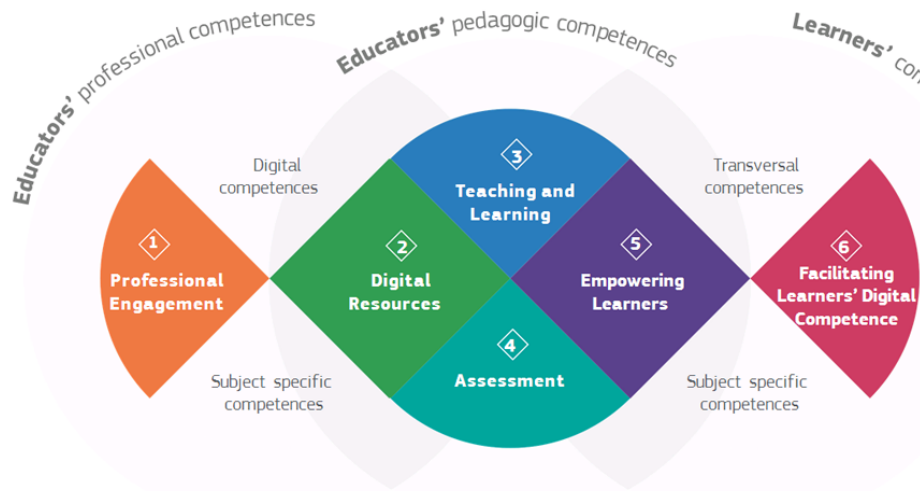 Educators' professional competences
Educators' pedagogic competences
Learners'
Digital
competences
Transversal
competences
1
Professional
Engagement
2
Digital
Resources
3
Teaching and
Learning
4
Assessment
5
Empowering
Learners
6
Facilitating
Learners' Digital
Competence
Subject specific
competences
Subject specific
competences